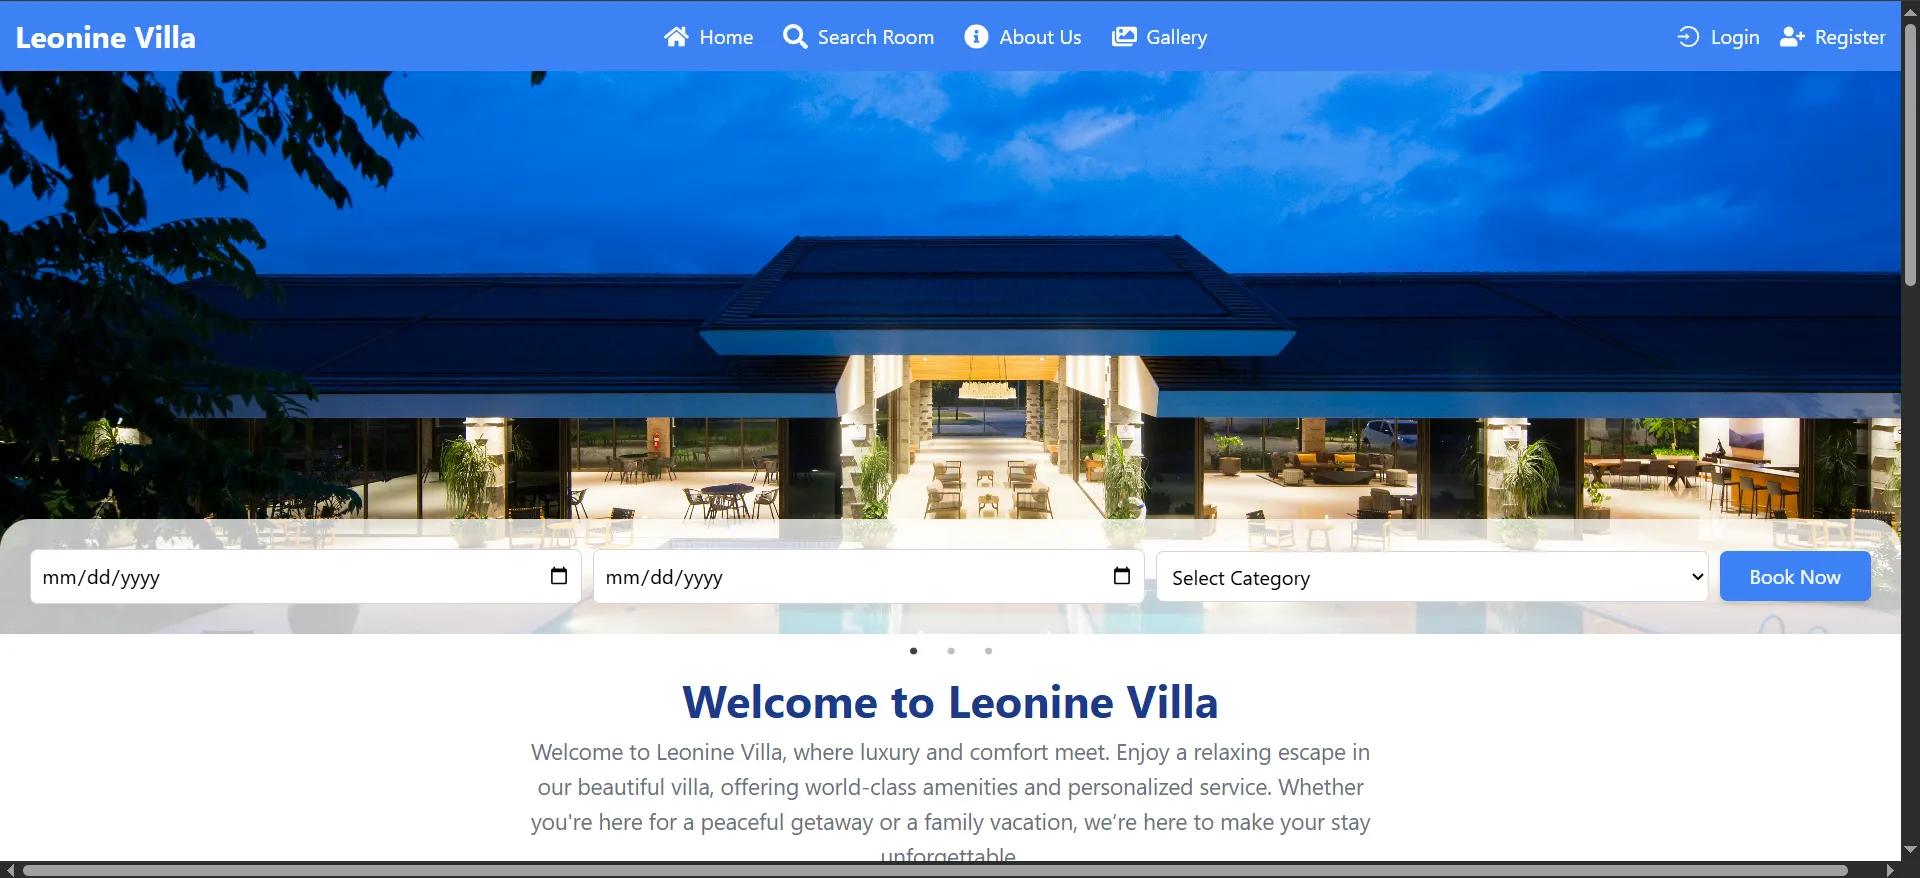 Leonine Villa
Home
Search Room
About Us
Gallery
Login
Register
mm/dd/yyyy
mm/dd/yyyy
Select Category
Book Now
Welcome to Leonine Villa
Welcome to Leonine Villa, where luxury and comfort meet. Enjoy a relaxing escape in
our beautiful villa, offering world-class amenities and personalized service. Whether
you're here for a peaceful getaway or a family vacation, we’re here to make your stay
unforgettable.